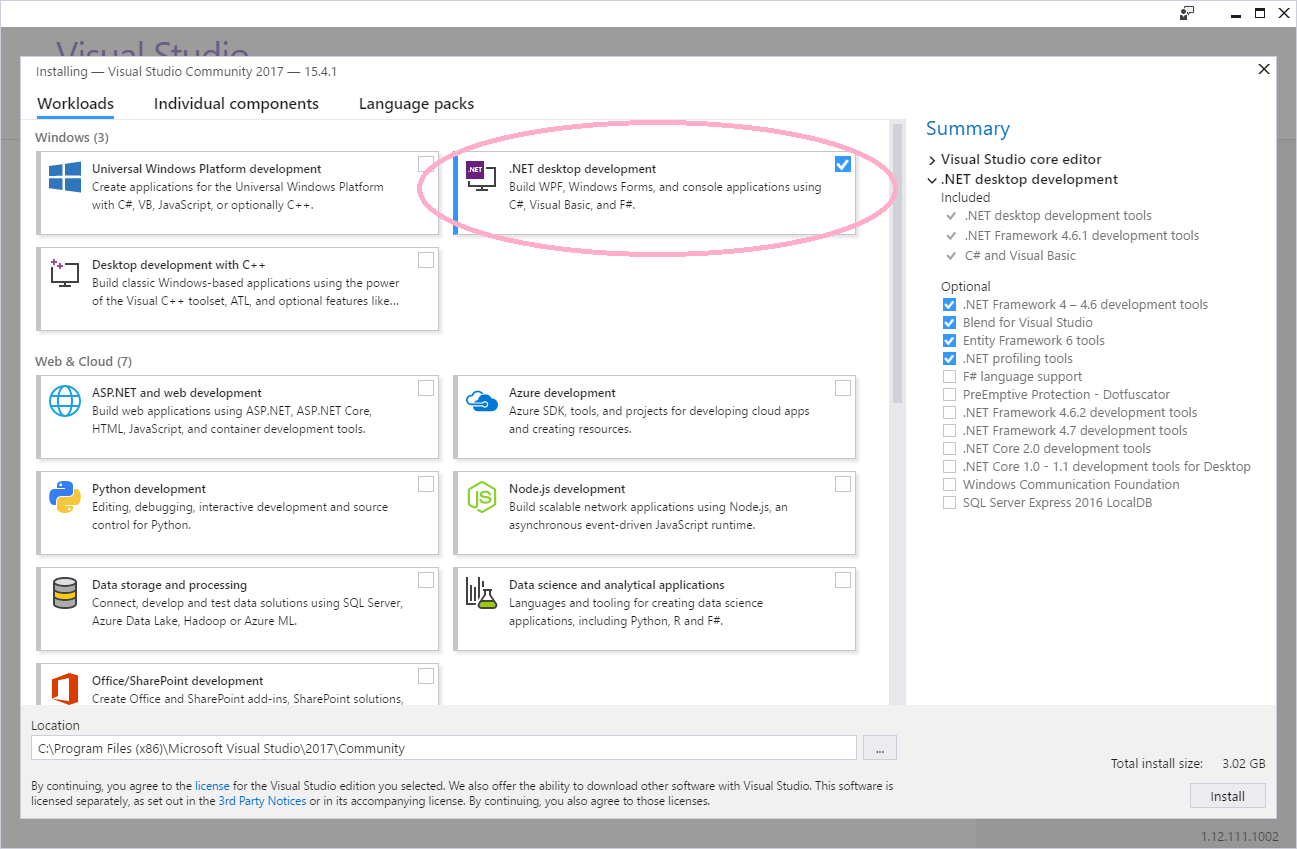 Visual Studio
Installing — Visual Studio Community 2017 — 15.4.1
Workloads
Individual components
Language packs
Windows (3)
Universal Windows Platform development
Create applications for the Universal Windows Platform
with C#, VB, JavaScript, or optionally C++.
.NET
.NET desktop development
Build WPF, Windows Forms, and console applications using
C#, Visual Basic, and F#.
Desktop development with C++
Build classic Windows-based applications using the power
of the Visual C++ toolset, ATL, and optional features like...
Web & Cloud (7)
ASP.NET and web development
Build web applications using ASP.NET, ASP.NET Core,
HTML, JavaScript, and container development tools.
Azure development
Azure SDK, tools, and projects for developing cloud apps
and creating resources.
Python development
Editing, debugging, interactive development and source
control for Python.
JS
Node.js development
Build scalable network applications using Node.js, an
asynchronous event-driven JavaScript runtime.
Data storage and processing
Connect, develop and test data solutions using SQL Server,
Azure Data Lake, Hadoop or Azure ML.
Data science and analytical applications
Languages and tooling for creating data science
applications, including Python, R and F#.
Office/SharePoint development
Create Office and SharePoint add-ins, SharePoint solutions,
Summary
Visual Studio core editor
.NET desktop development
Included
.NET desktop development tools
.NET Framework 4.6.1 development tools
C# and Visual Basic
Optional
.NET Framework 4 – 4.6 development tools
Blend for Visual Studio
Entity Framework 6 tools
.NET profiling tools
F# language support
PreEmptive Protection - Dotfuscator
.NET Framework 4.6.2 development tools
.NET Framework 4.7 development tools
.NET Core 2.0 development tools
.NET Core 1.0 - 1.1 development tools for Desktop
Windows Communication Foundation
SQL Server Express 2016 LocalDB
Location
C:\Program Files (x86)\Microsoft Visual Studio\2017\Community
...
By continuing, you agree to the license for the Visual Studio edition you selected. We also offer the ability to download other software with Visual Studio. This software is
licensed separately, as set out in the 3rd Party Notices or in its accompanying license. By continuing, you also agree to those licenses.
Total install size: 3.02 GB
Install
1.12.111.1002